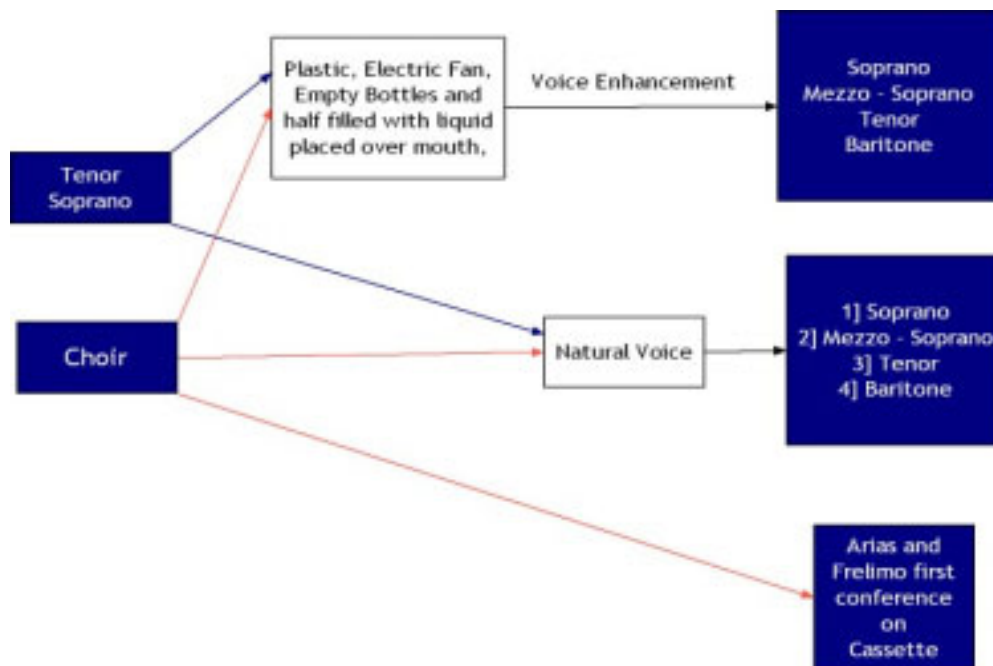 Plastic, Electric Fan,
Empty Bottles and
half filled with liquid
placed over mouth,
Voice Enhancement
Soprano
Mezzo - Soprano
Tenor
Baritone
Tenor
Soprano
Choir
Natural Voice
1] Soprano
2] Mezzo - Soprano
3] Tenor
4] Baritone
Arias and
Frelimo first
conference
on
Cassette